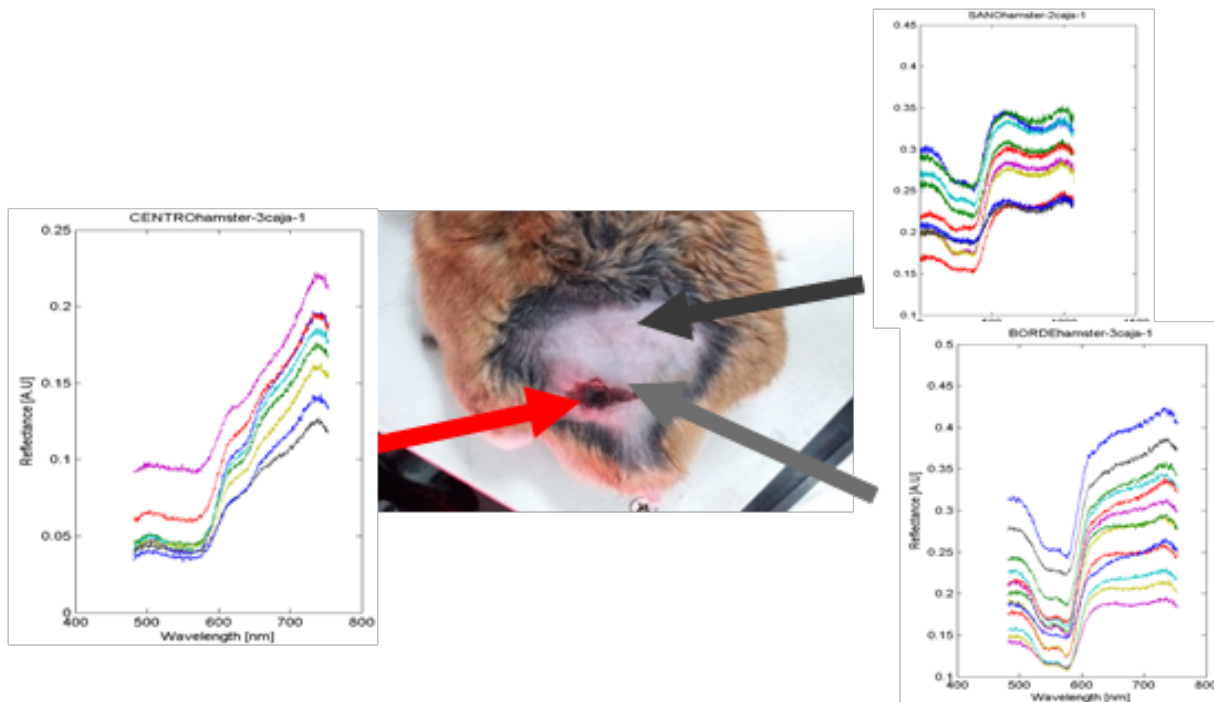 SANOhamster-2caja-1
0.45
0.4
0.35
0.3
0.25
0.2
0.15
0.1
CENTROhamster-3caja-1
0.25
0.2
0.15
0.1
0.05
0
400 500 600 700 800
Reflectance [A.U]
Wavelength [nm]
BORDEhamster-3caja-1
0.5
0.45
0.4
0.35
0.3
0.25
0.2
0.15
0.1
400 500 600 700 800
Reflectance [A.U]
Wavelength [nm]